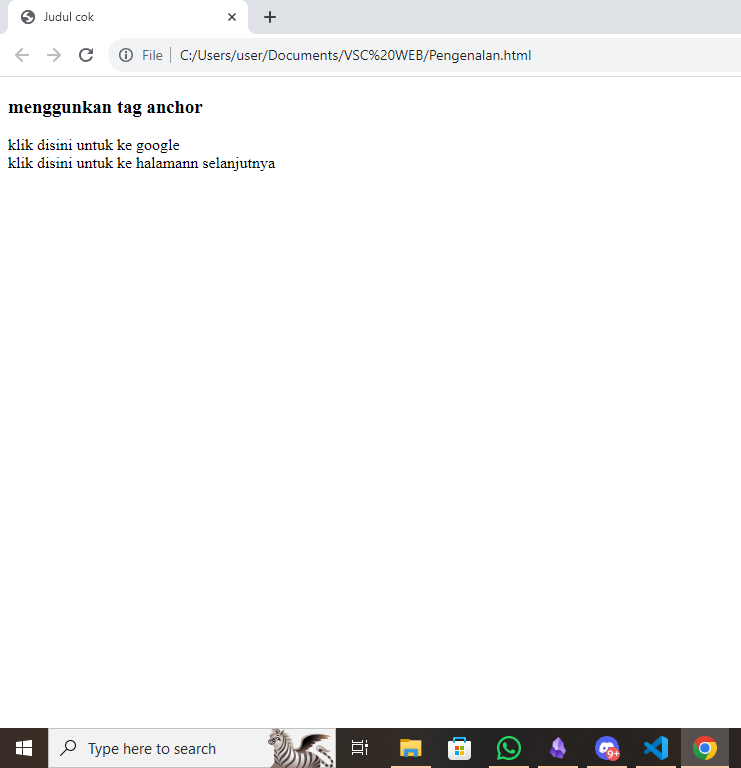 Judul cok
File
C:/Users/user/Documents/VSC%20WEB/Pengenalan.html
menggunkan tag anchor
klik disini untuk ke google
klik disini untuk ke halamann selanjutnya
Type here to search
9+